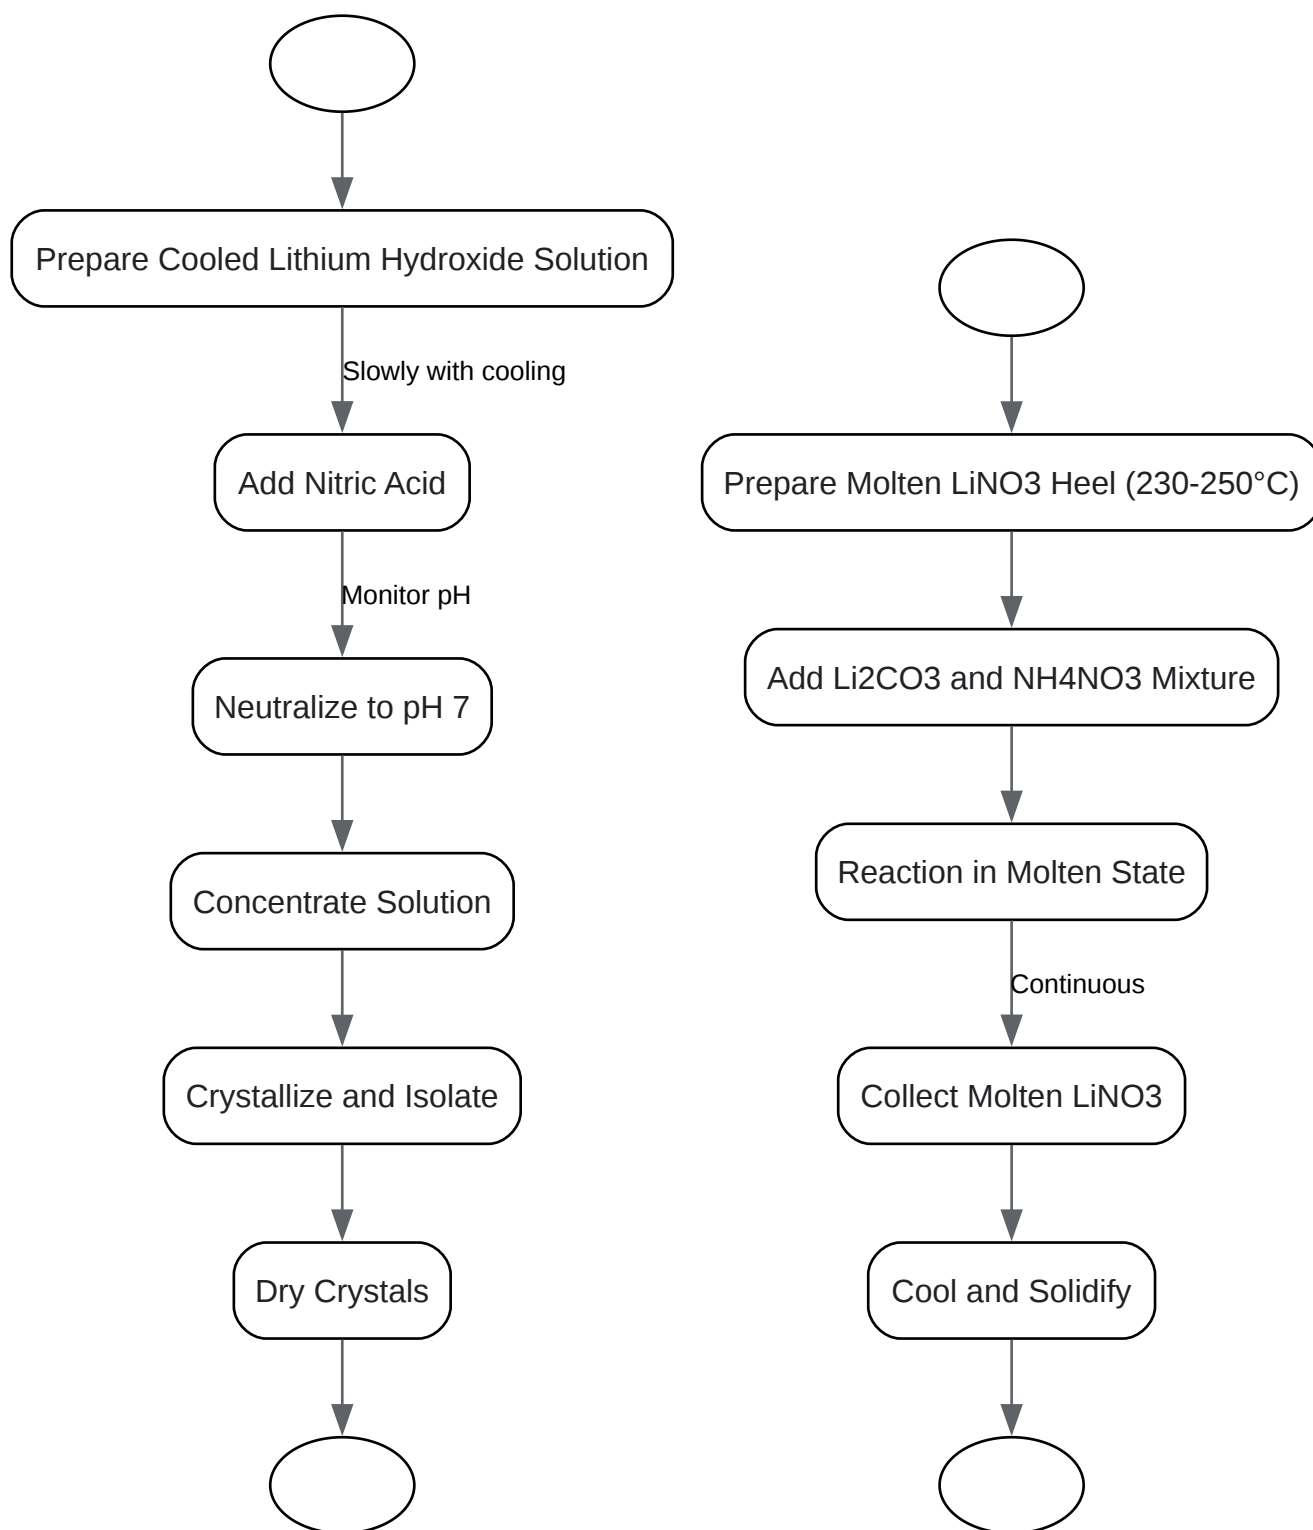 Prepare Cooled Lithium Hydroxide Solution
Slowly with cooling
Add Nitric Acid
Monitor pH
Neutralize to pH 7
Concentrate Solution
Crystallize and Isolate
Dry Crystals
Prepare Molten LiNO3 Heel (230-250°C)
Add Li2CO3 and NH4NO3 Mixture
Reaction in Molten State
Continuous
Collect Molten LiNO3
Cool and Solidify